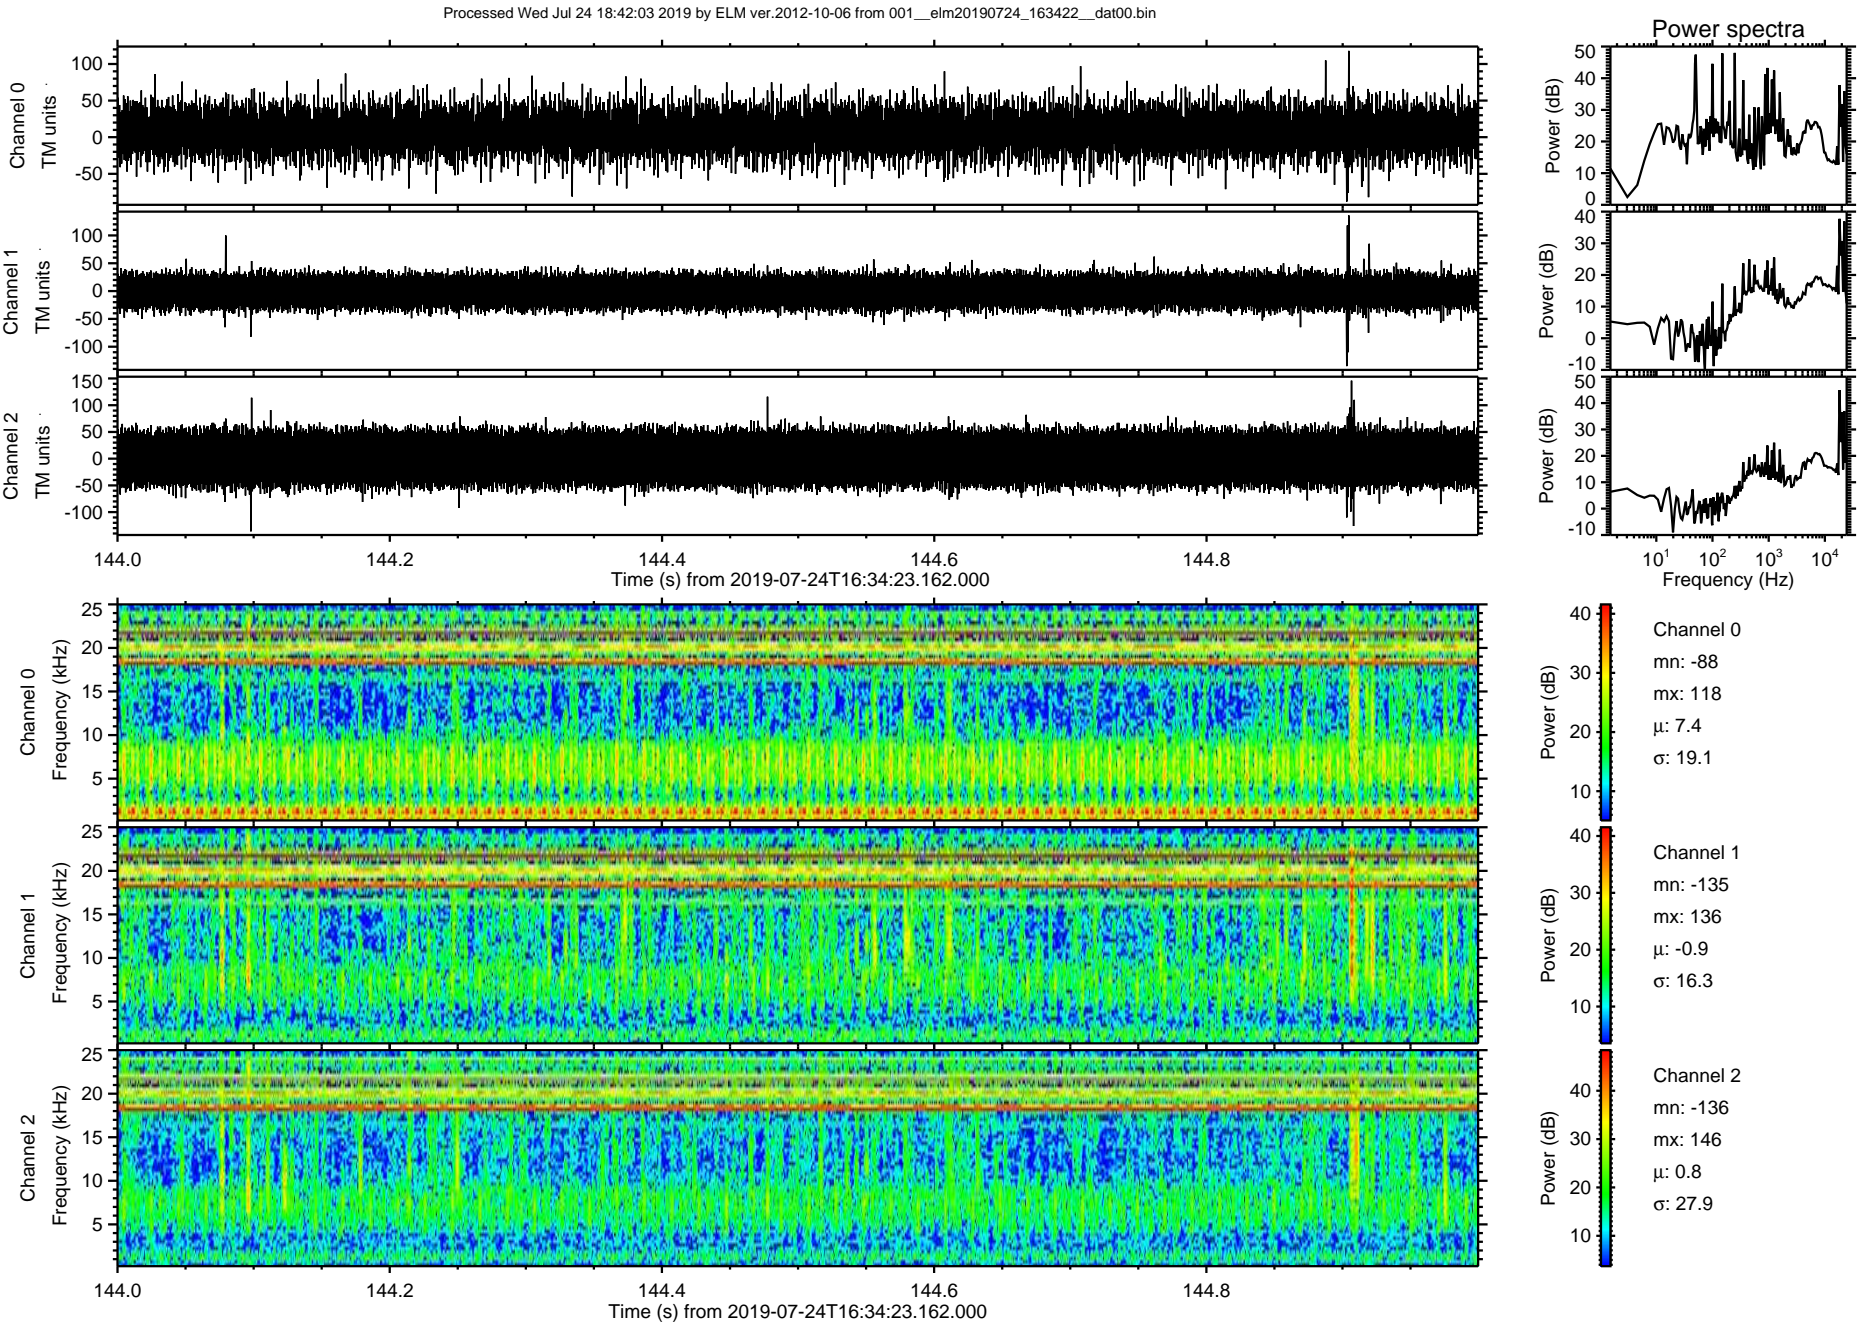 Processed Wed Jul 24 18:42:03 2019 by ELM ver.2012-10-06 from 001__elm20190724_163422__dat00.bin
Power spectra
Channel 0
TM units
100
50
0
-50
Power (dB)
50
40
30
20
10
0
Channel 1
TM units
100
50
0
-50
-100
Power (dB)
40
30
20
10
0
-10
Channel 2
TM units
150
100
50
0
-50
-100
Power (dB)
50
40
30
20
10
0
-10
144.0 144.2 144.4 144.6 144.8
Time (s) from 2019-07-24T16:34:23.162.000
10^1 10^2 10^3 10^4
Frequency (Hz)
Channel 0
Frequency (kHz)
25
20
15
10
5
Power (dB)
40
30
20
10
Channel 0
mn: -88
mx: 118
μ: 7.4
σ: 19.1
Channel 1
Frequency (kHz)
25
20
15
10
5
Power (dB)
40
30
20
10
Channel 1
mn: -135
mx: 136
μ: -0.9
σ: 16.3
Channel 2
Frequency (kHz)
25
20
15
10
5
Power (dB)
40
30
20
10
Channel 2
mn: -136
mx: 146
μ: 0.8
σ: 27.9
144.0 144.2 144.4 144.6 144.8
Time (s) from 2019-07-24T16:34:23.162.000